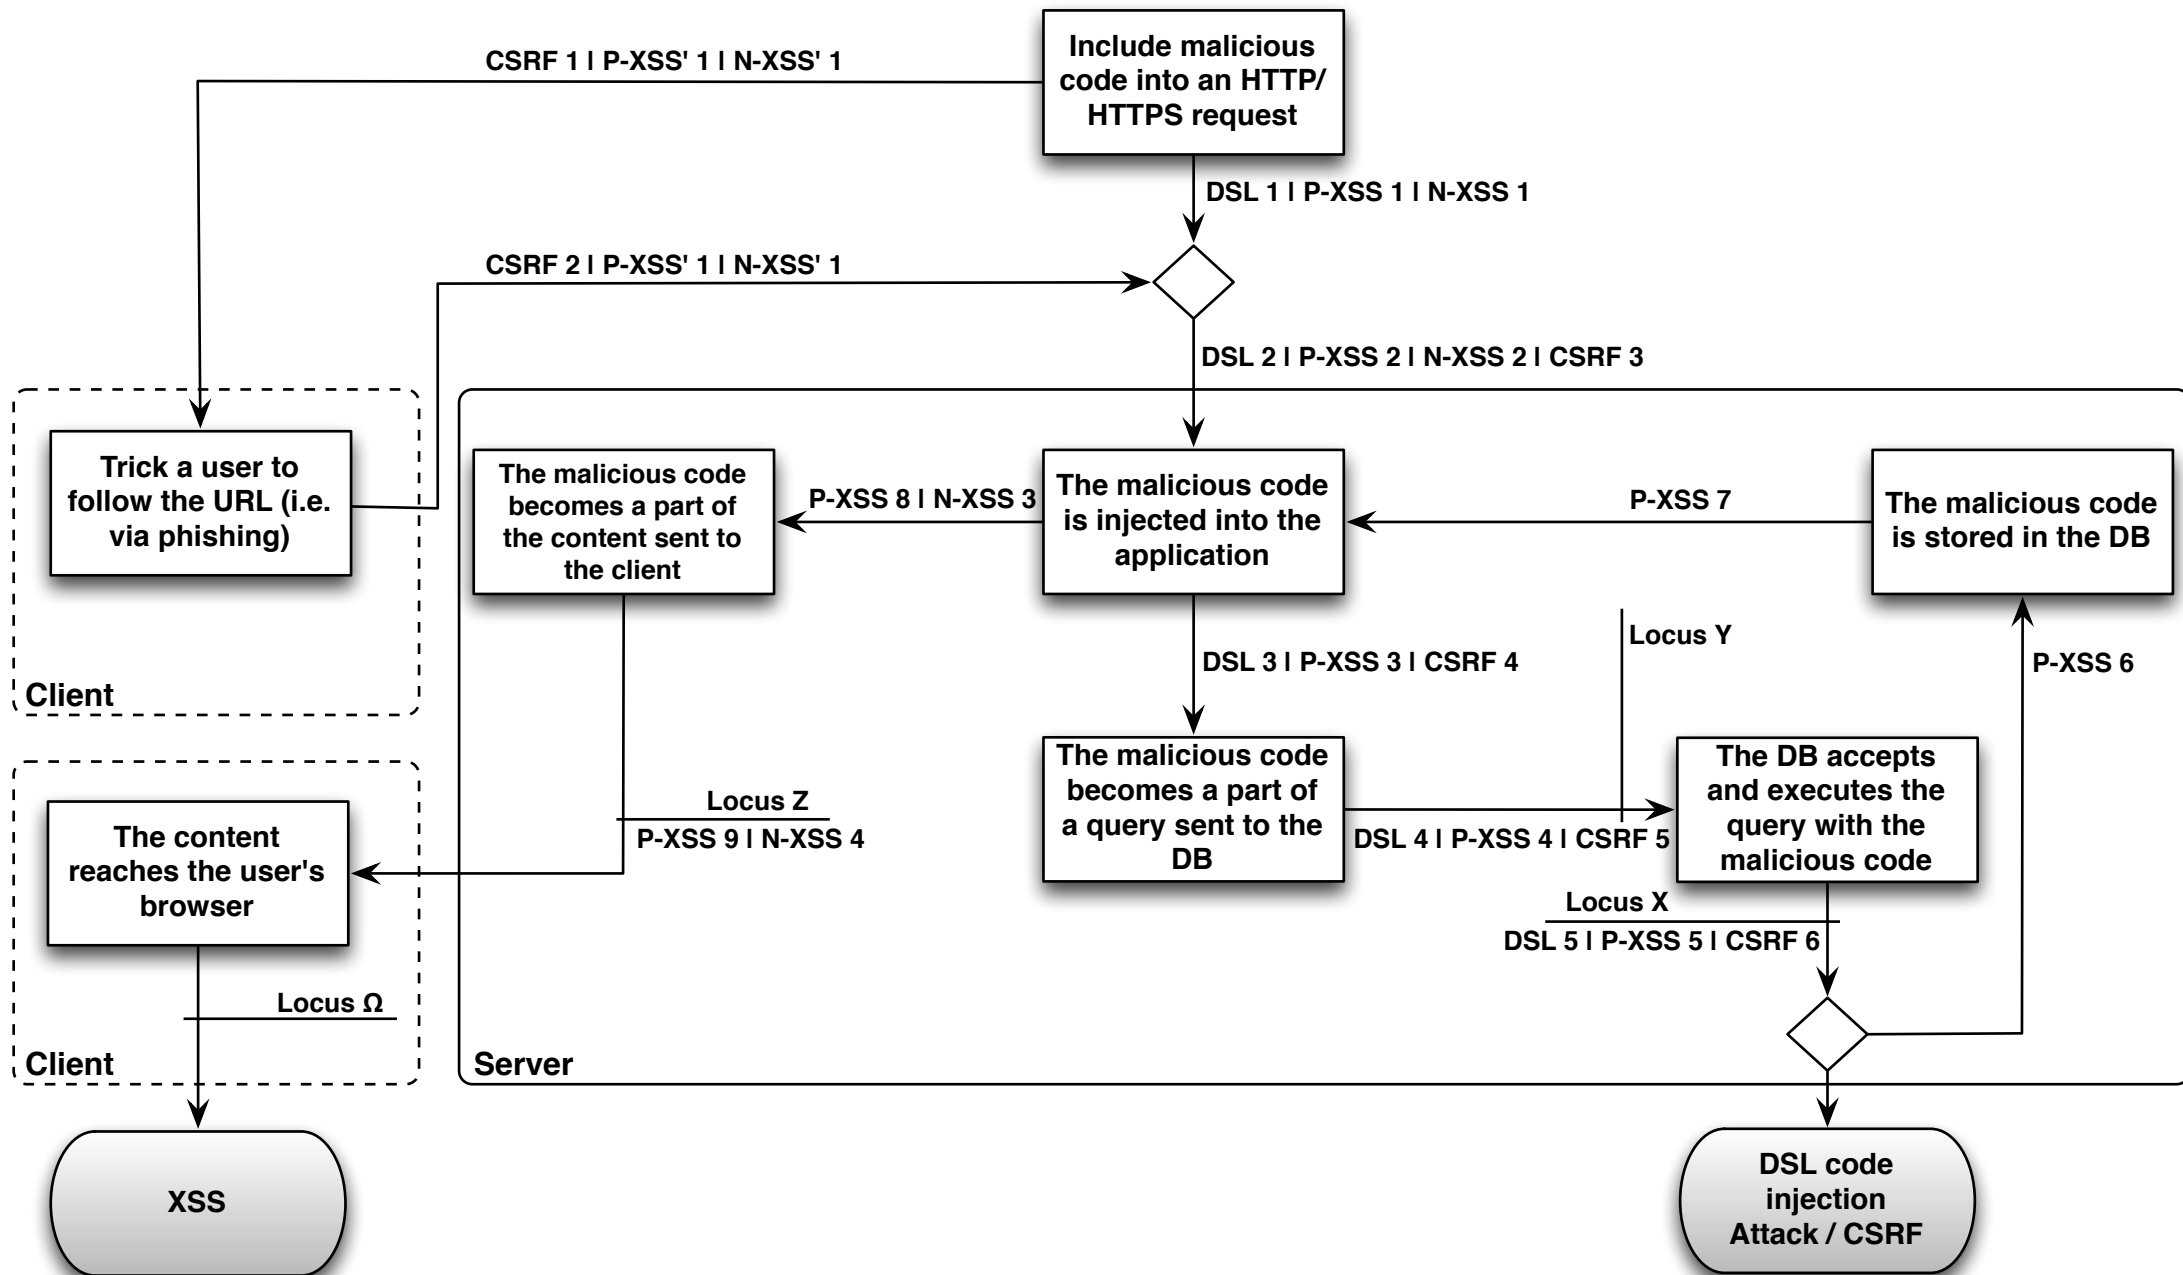 CSRF 1 | P-XSS' 1 | N-XSS' 1
Include malicious
code into an HTTP/
HTTPS request
DSL 1 | P-XSS 1 | N-XSS 1
CSRF 2 | P-XSS' 1 | N-XSS' 1
DSL 2 | P-XSS 2 | N-XSS 2 | CSRF 3
Trick a user to
follow the URL (i.e.
via phishing)
Client
The malicious code
becomes a part of
the content sent to
the client
P-XSS 8 | N-XSS 3
The malicious code
is injected into the
application
P-XSS 7
The malicious code
is stored in the DB
Locus Y
DSL 3 | P-XSS 3 | CSRF 4
P-XSS 6
The malicious code
becomes a part of
a query sent to the
DB
DSL 4 | P-XSS 4 | CSRF 5
The DB accepts
and executes the
query with the
malicious code
Locus Z
P-XSS 9 | N-XSS 4
The content
reaches the user's
browser
Locus X
DSL 5 | P-XSS 5 | CSRF 6
Locus Ω
Client
Server
XSS
DSL code
injection
Attack / CSRF